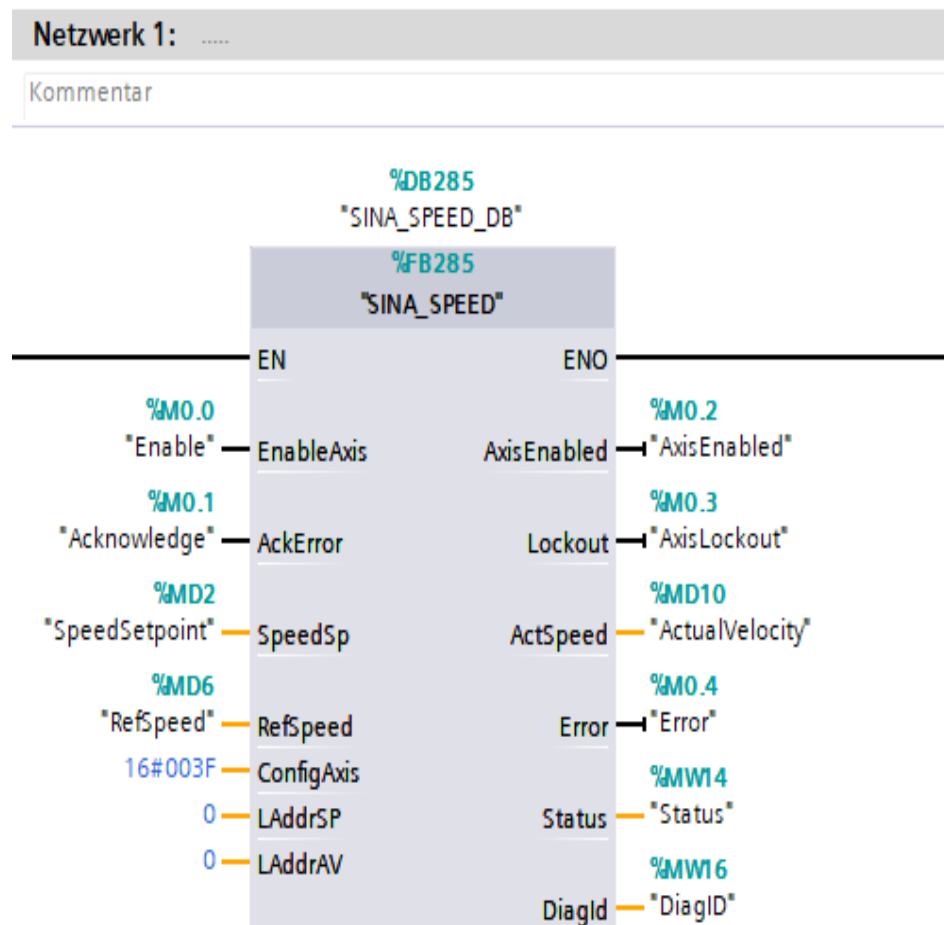 Netzwerk 1: .....
Kommentar
%DB285
"SINA_SPEED_DB"
%FB285
"SINA_SPEED"
EN
ENO
%M0.0
"Enable"
EnableAxis
AxisEnabled
%M0.2
"AxisEnabled"
%M0.1
"Acknowledge"
AckError
Lockout
%M0.3
"AxisLockout"
%MD2
"SpeedSetpoint"
SpeedSp
ActSpeed
%MD10
"ActualVelocity"
%MD6
"RefSpeed"
RefSpeed
Error
%M0.4
"Error"
16#003F
ConfigAxis
0
LAddrSP
Status
%MW14
"Status"
0
LAddrAV
DiagId
%MW16
"DiagID"